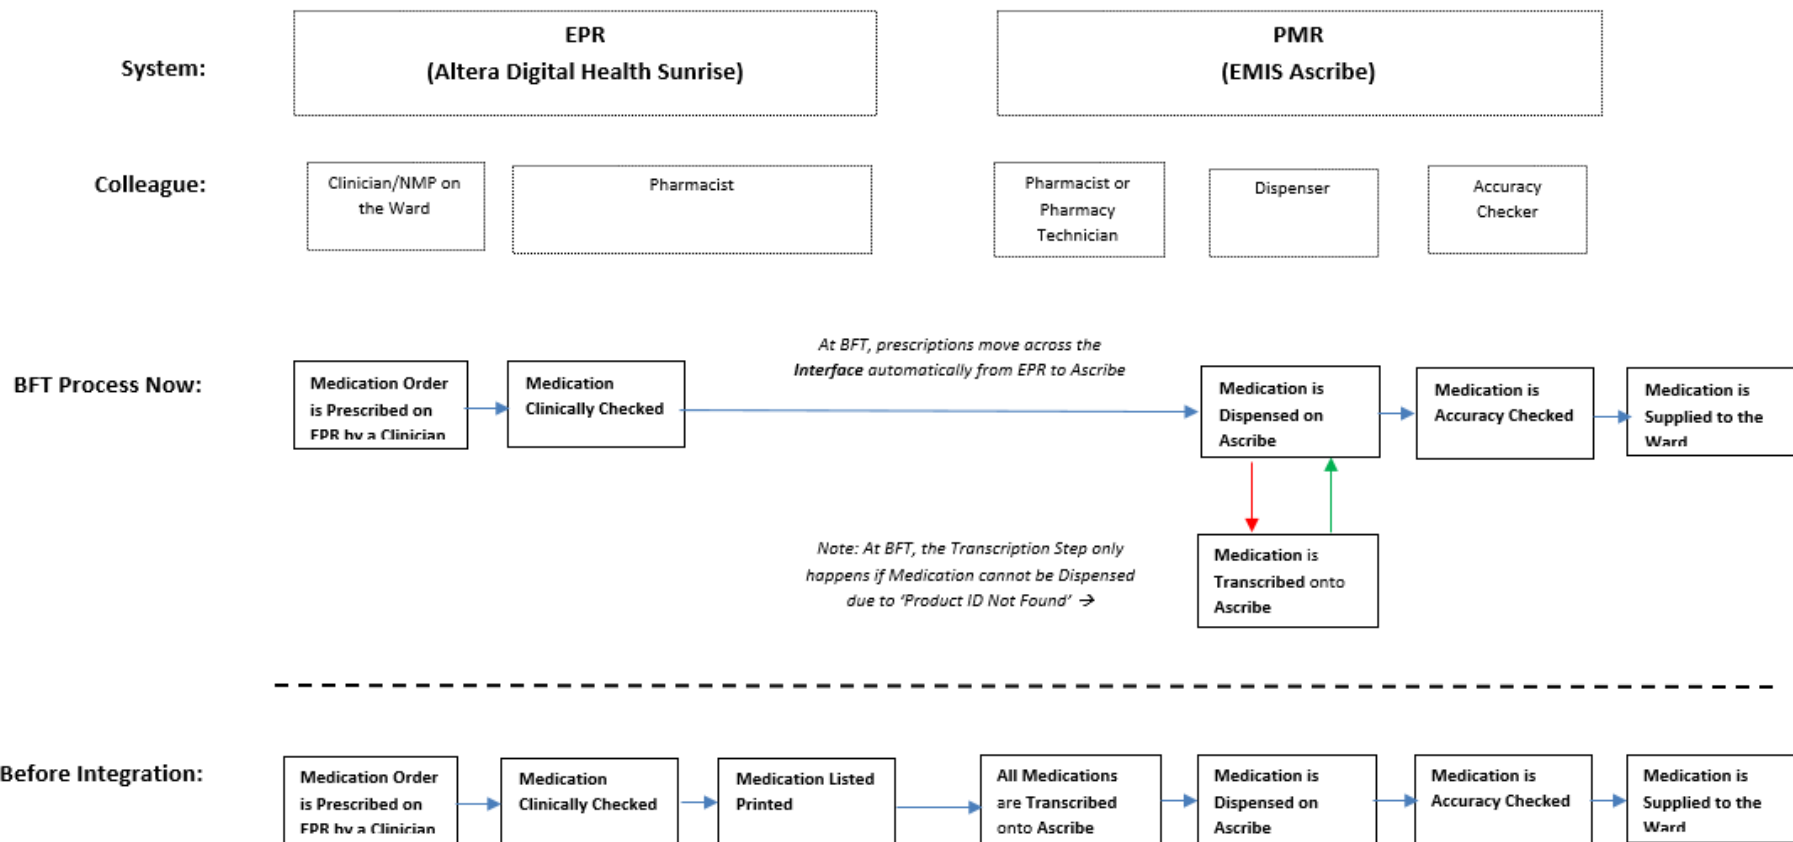 System:
EPR
(Altera Digital Health Sunrise)
PMR
(EMIS Ascribe)
Colleague:
Clinician/NMP on
the Ward
Pharmacist
Pharmacist or
Pharmacy
Technician
Dispenser
Accuracy
Checker
BFT Process Now:
Medication Order
is Prescribed on
EPR by a Clinician
Medication
Clinically Checked
At BFT, prescriptions move across the
Interface automatically from EPR to Ascribe
Medication is
Dispensed on
Ascribe
Medication is
Accuracy Checked
Medication is
Supplied to the
Ward
Note: At BFT, the Transcription Step only
happens if Medication cannot be Dispensed
due to ‘Product ID Not Found’ →
Medication is
Transcribed onto
Ascribe
Before Integration:
Medication Order
is Prescribed on
EPR by a Clinician
Medication
Clinically Checked
Medication Listed
Printed
All Medications
are Transcribed
onto Ascribe
Medication is
Dispensed on
Ascribe
Medication is
Accuracy Checked
Medication is
Supplied to the
Ward